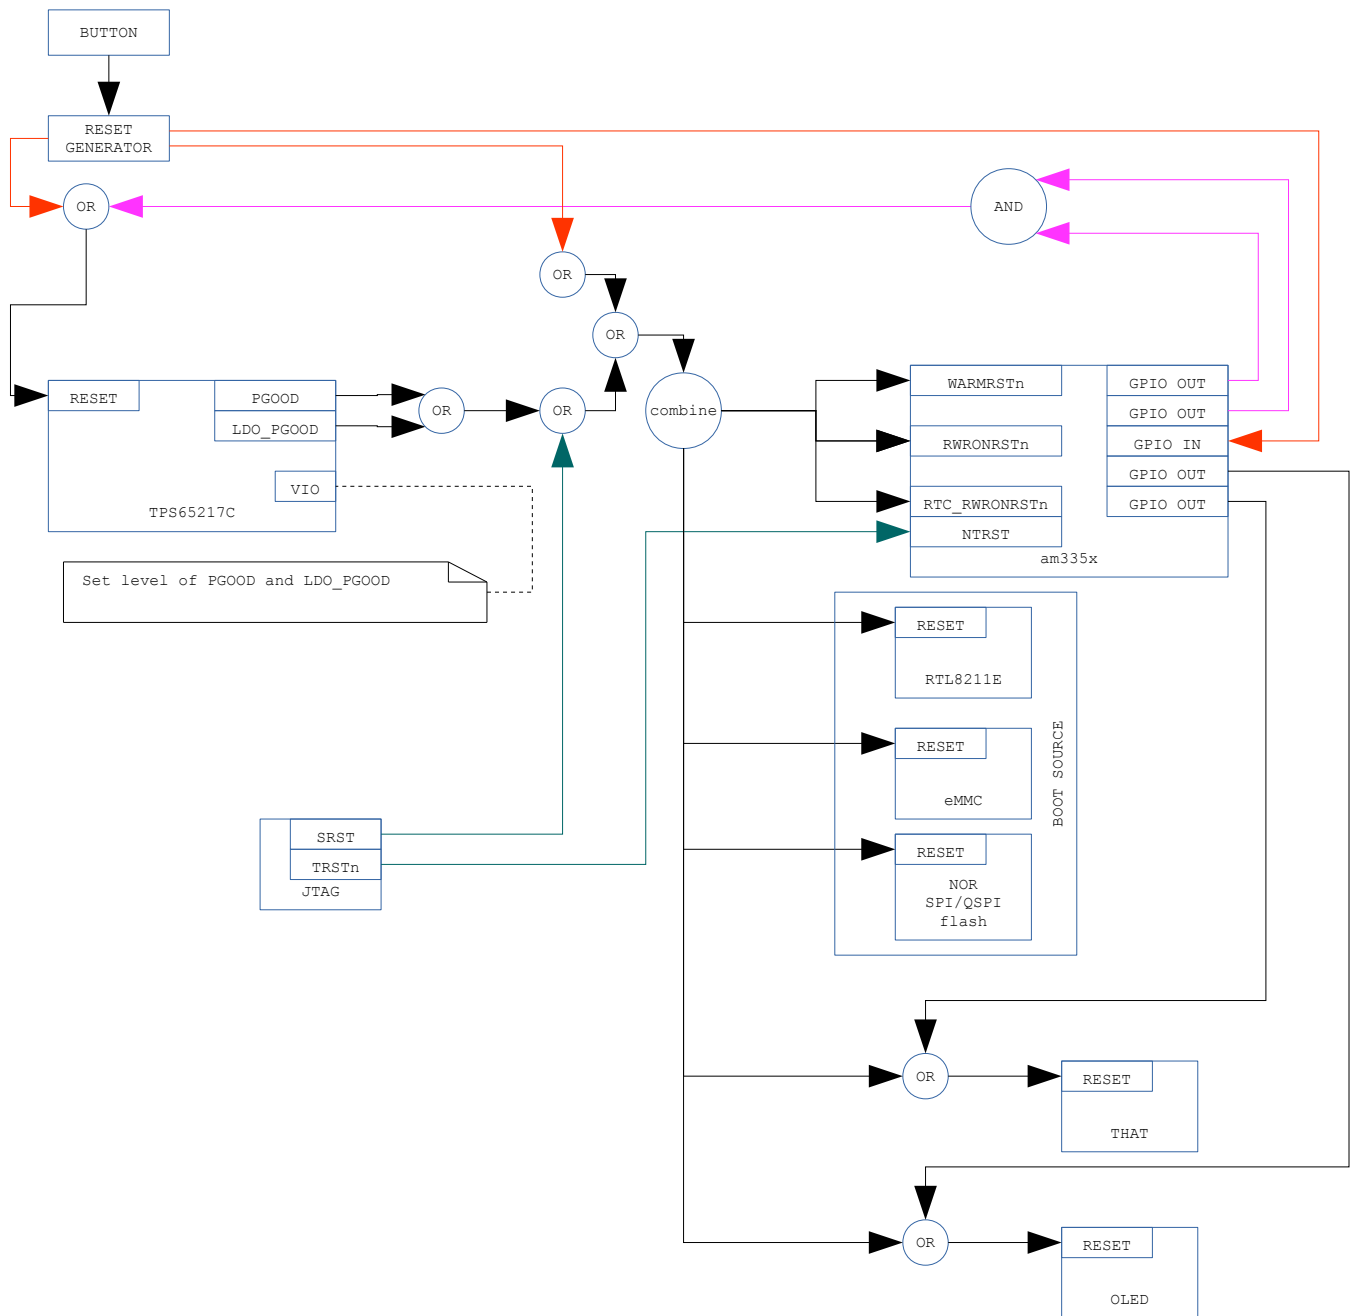 BUTTON
RESET
GENERATOR
OR
AND
OR
OR
combine
RESET
PGOOD
LDO_PGOOD
VIO
TPS65217C
OR
OR
WARMRSTn
RWRONRSTn
RTC_RWRONRSTn
NTRST
GPIO OUT
GPIO OUT
GPIO IN
GPIO OUT
GPIO OUT
am335x
Set level of PGOOD and LDO_PGOOD
RESET
RTL8211E
RESET
eMMC
BOOT SOURCE
RESET
NOR
SPI/QSPI
flash
SRST
TRSTn
JTAG
OR
RESET
THAT
OR
RESET
OLED